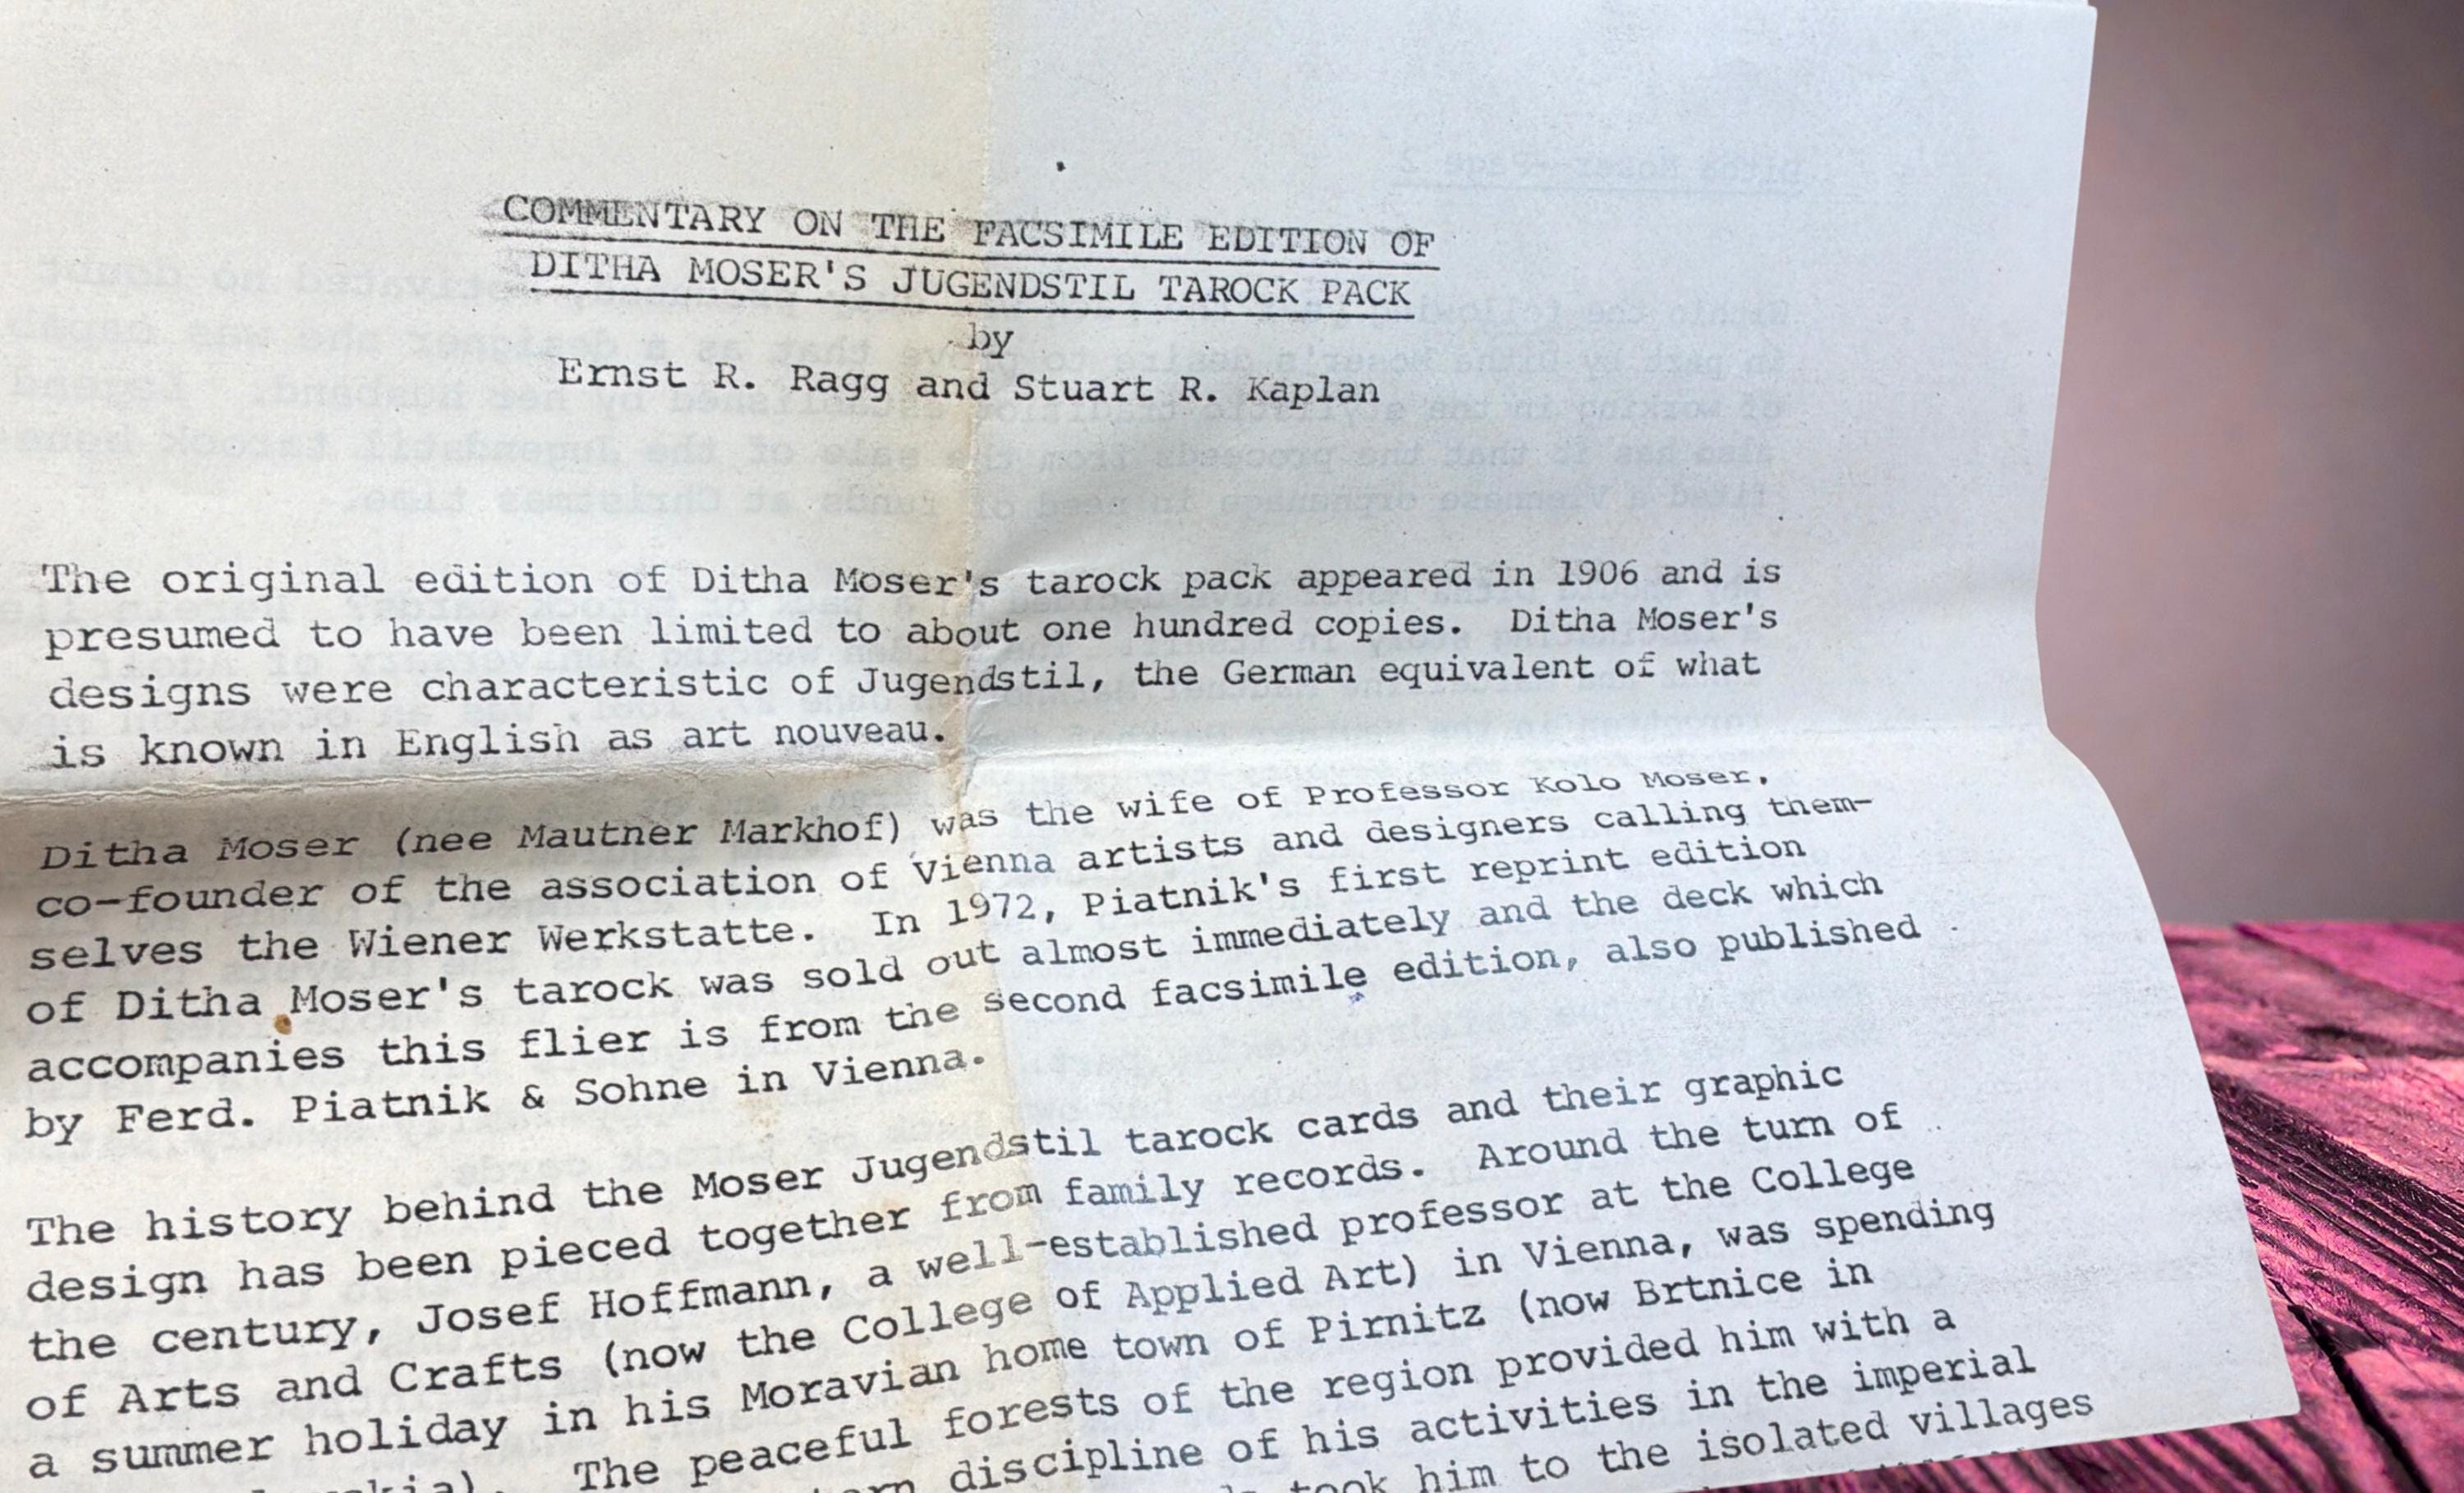 COMMENTARY ON THE FACSIMILE EDITION OF
DITHA MOSER'S JUGENDSTIL TAROCK PACK
by
Ernst R. Ragg and Stuart R. Kaplan
The original edition of Ditha Moser's tarock pack appeared in 1906 and is
presumed to have been limited to about one hundred copies. Ditha Moser's
designs were characteristic of Jugendstil, the German equivalent of what
is known in English as art nouveau.
Ditha Moser (nee Mautner Markhof) was the wife of Professor Kolo Moser,
co-founder of the association of Vienna artists and designers calling them-
selves the Wiener Werkstatte. In 1972, Piatnik's first reprint edition
of Ditha Moser's tarock was sold out almost immediately and the deck which
accompanies this flier is from the second facsimile edition, also published
by Ferd. Piatnik & Sohne in Vienna.
The history behind the Moser Jugendstil tarock cards and their graphic
design has been pieced together from family records. Around the turn of
the century, Josef Hoffmann, a well-established professor at the College
of Arts and Crafts (now the College of Applied Art) in Vienna, was spending
a summer holiday in his Moravian home town of Pirnitz (now Brtnice in
The peaceful forests of the region provided him with a
discipline of his activities in the imperial
took him to the isolated villages